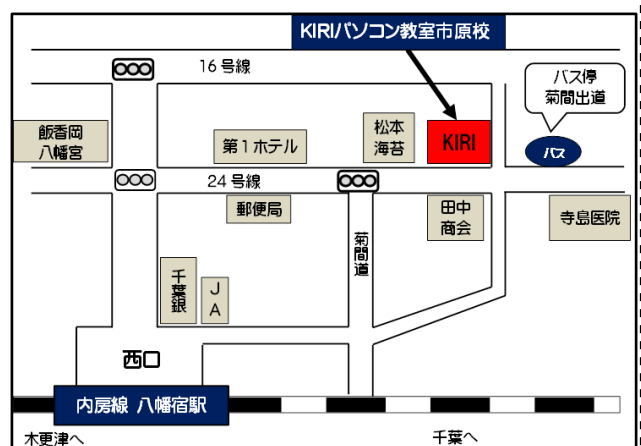 KIRIパソコン教室市原校
16号線
バス停
菊間出道
飯香岡
八幡宮
第1ホテル
松本
海苔
KIRI
バス
24号線
郵便局
田中
商会
寺島医院
菊間道
千葉銀
JA
西口
内房線 八幡宿駅
木更津へ
千葉へ